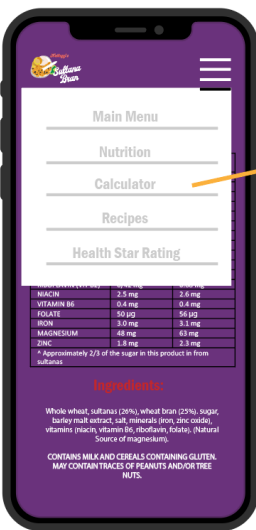 Kellogg's
Sultana
Bran
Main Menu
Nutrition
Calculator
Recipes
Health Star Rating
NIACIN 2.5 mg 2.6 mg
VITAMIN B6 0.4 mg 0.4 mg
FOLATE 50 µg 56 µg
IRON 3.0 mg 3.1 mg
MAGNESIUM 48 mg 63 mg
ZINC 1.8 mg 2.3 mg
^ Approximately 2/3 of the sugar in this product in from
sultanas
Ingredients:
Whole wheat, sultanas (26%), wheat bran (25%). sugar,
barley malt extract, salt, minerals (iron, zinc oxide),
vitamins (niacin, vitamin B6, riboflavin, folate). (Natural
Source of magnesium).
CONTAINS MILK AND CEREALS CONTAINING GLUTEN.
MAY CONTAIN TRACES OF PEANUTS AND/OR TREE
NUTS.